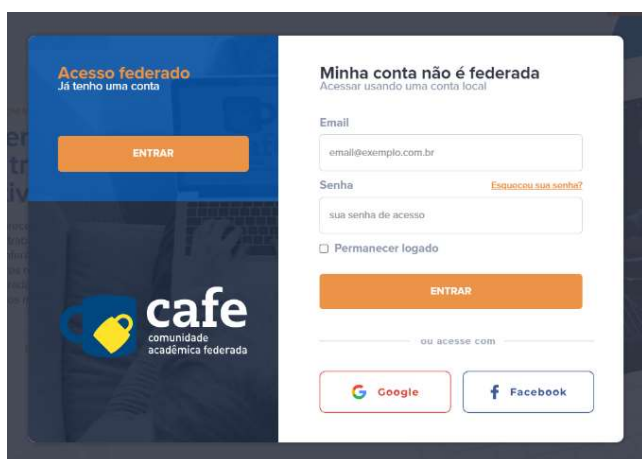 Acesso federado
Já tenho uma conta
ENTRAR
cafe
comunidade
acadêmica federada
Minha conta não é federada
Acessar usando uma conta local
Email
email@exemplo.com.br
Senha
Esqueceu sua senha?
sua senha de acesso
Permanecer logado
ENTRAR
ou acesse com
Google
Facebook